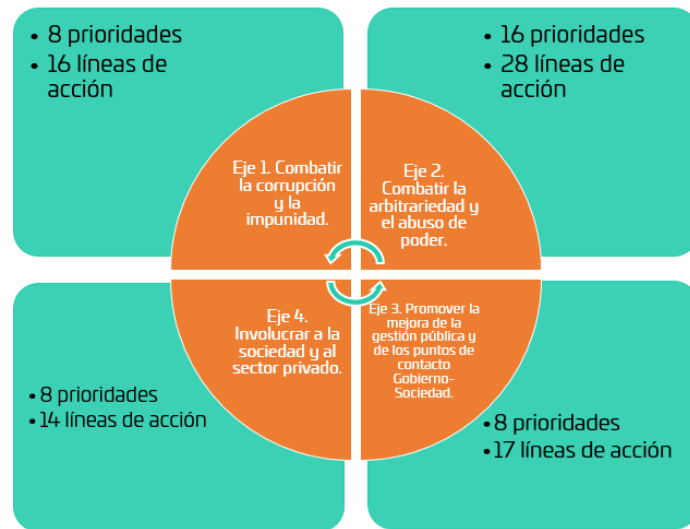 • 8 prioridades
• 16 líneas de
acción
• 16 prioridades
• 28 líneas de
acción
Eje 1. Combatir
la corrupción
y la
impunidad.
Eje 2.
Combatir la
arbitrariedad y
el abuso de
poder.
Eje 4.
Involucrar a la
sociedad y al
sector privado.
Eje 3. Promover la
mejora de la
gestión pública y
de los puntos de
contacto
Gobierno-
Sociedad.
• 8 prioridades
• 14 líneas de acción
• 8 prioridades
• 17 líneas de acción